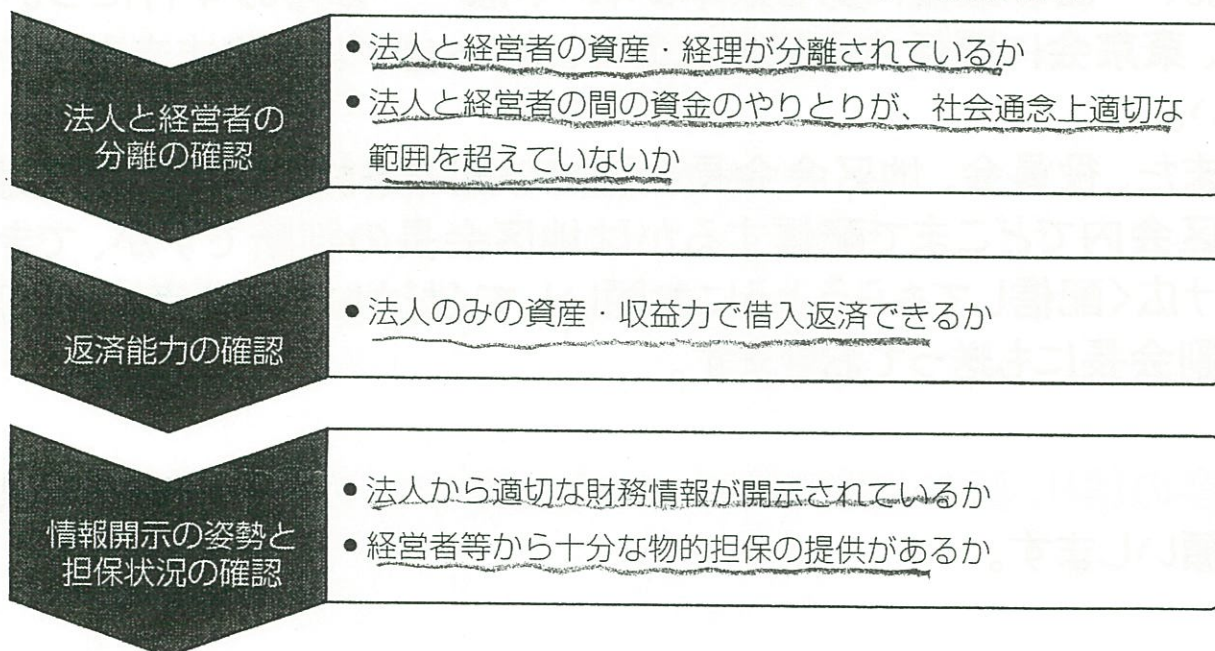 法人と経営者の
分離の確認
• 法人と経営者の資産・経理が分離されているか
• 法人と経営者の間の資金のやりとりが、社会通念上適切な
範囲を超えていないか
返済能力の確認
• 法人のみの資産・収益力で借入返済できるか
情報開示の姿勢と
担保状況の確認
• 法人から適切な財務情報が開示されているか
• 経営者等から十分な物的担保の提供があるか